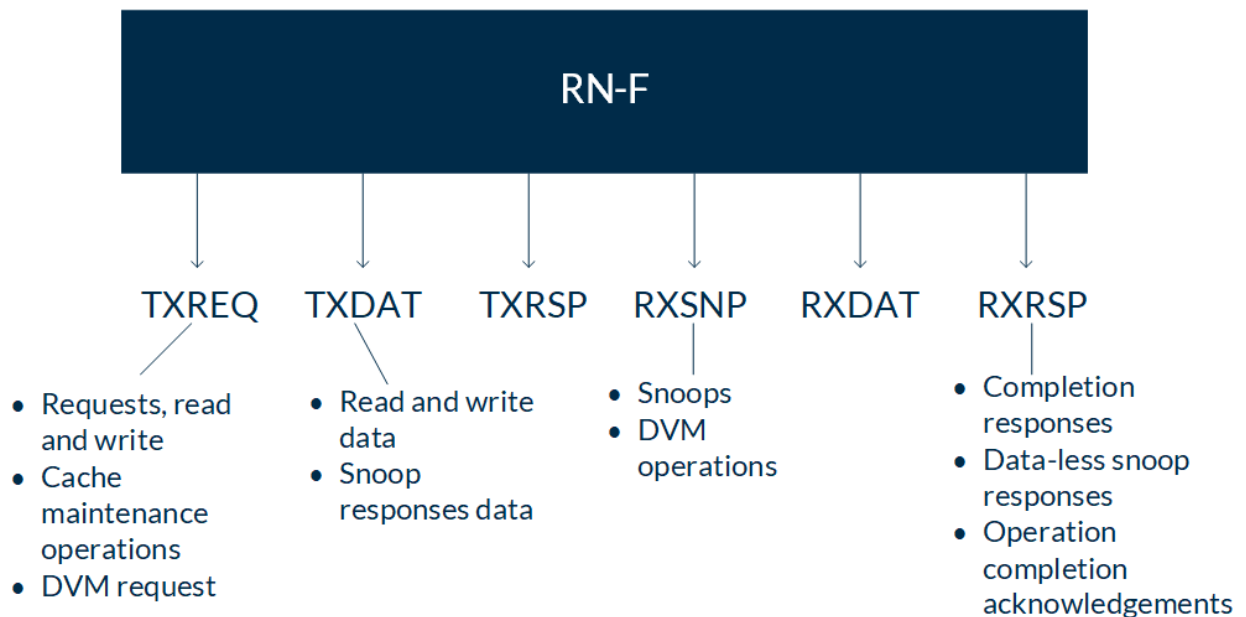 RN-F
TXREQ TXDAT TXRSP RXSNP RXDAT RXRSP
• Requests, read
and write
• Cache
maintenance
operations
• DVM request
• Read and write
data
• Snoop
responses data
• Snoops
• DVM
operations
• Completion
responses
• Data-less snoop
responses
• Operation
completion
acknowledgements